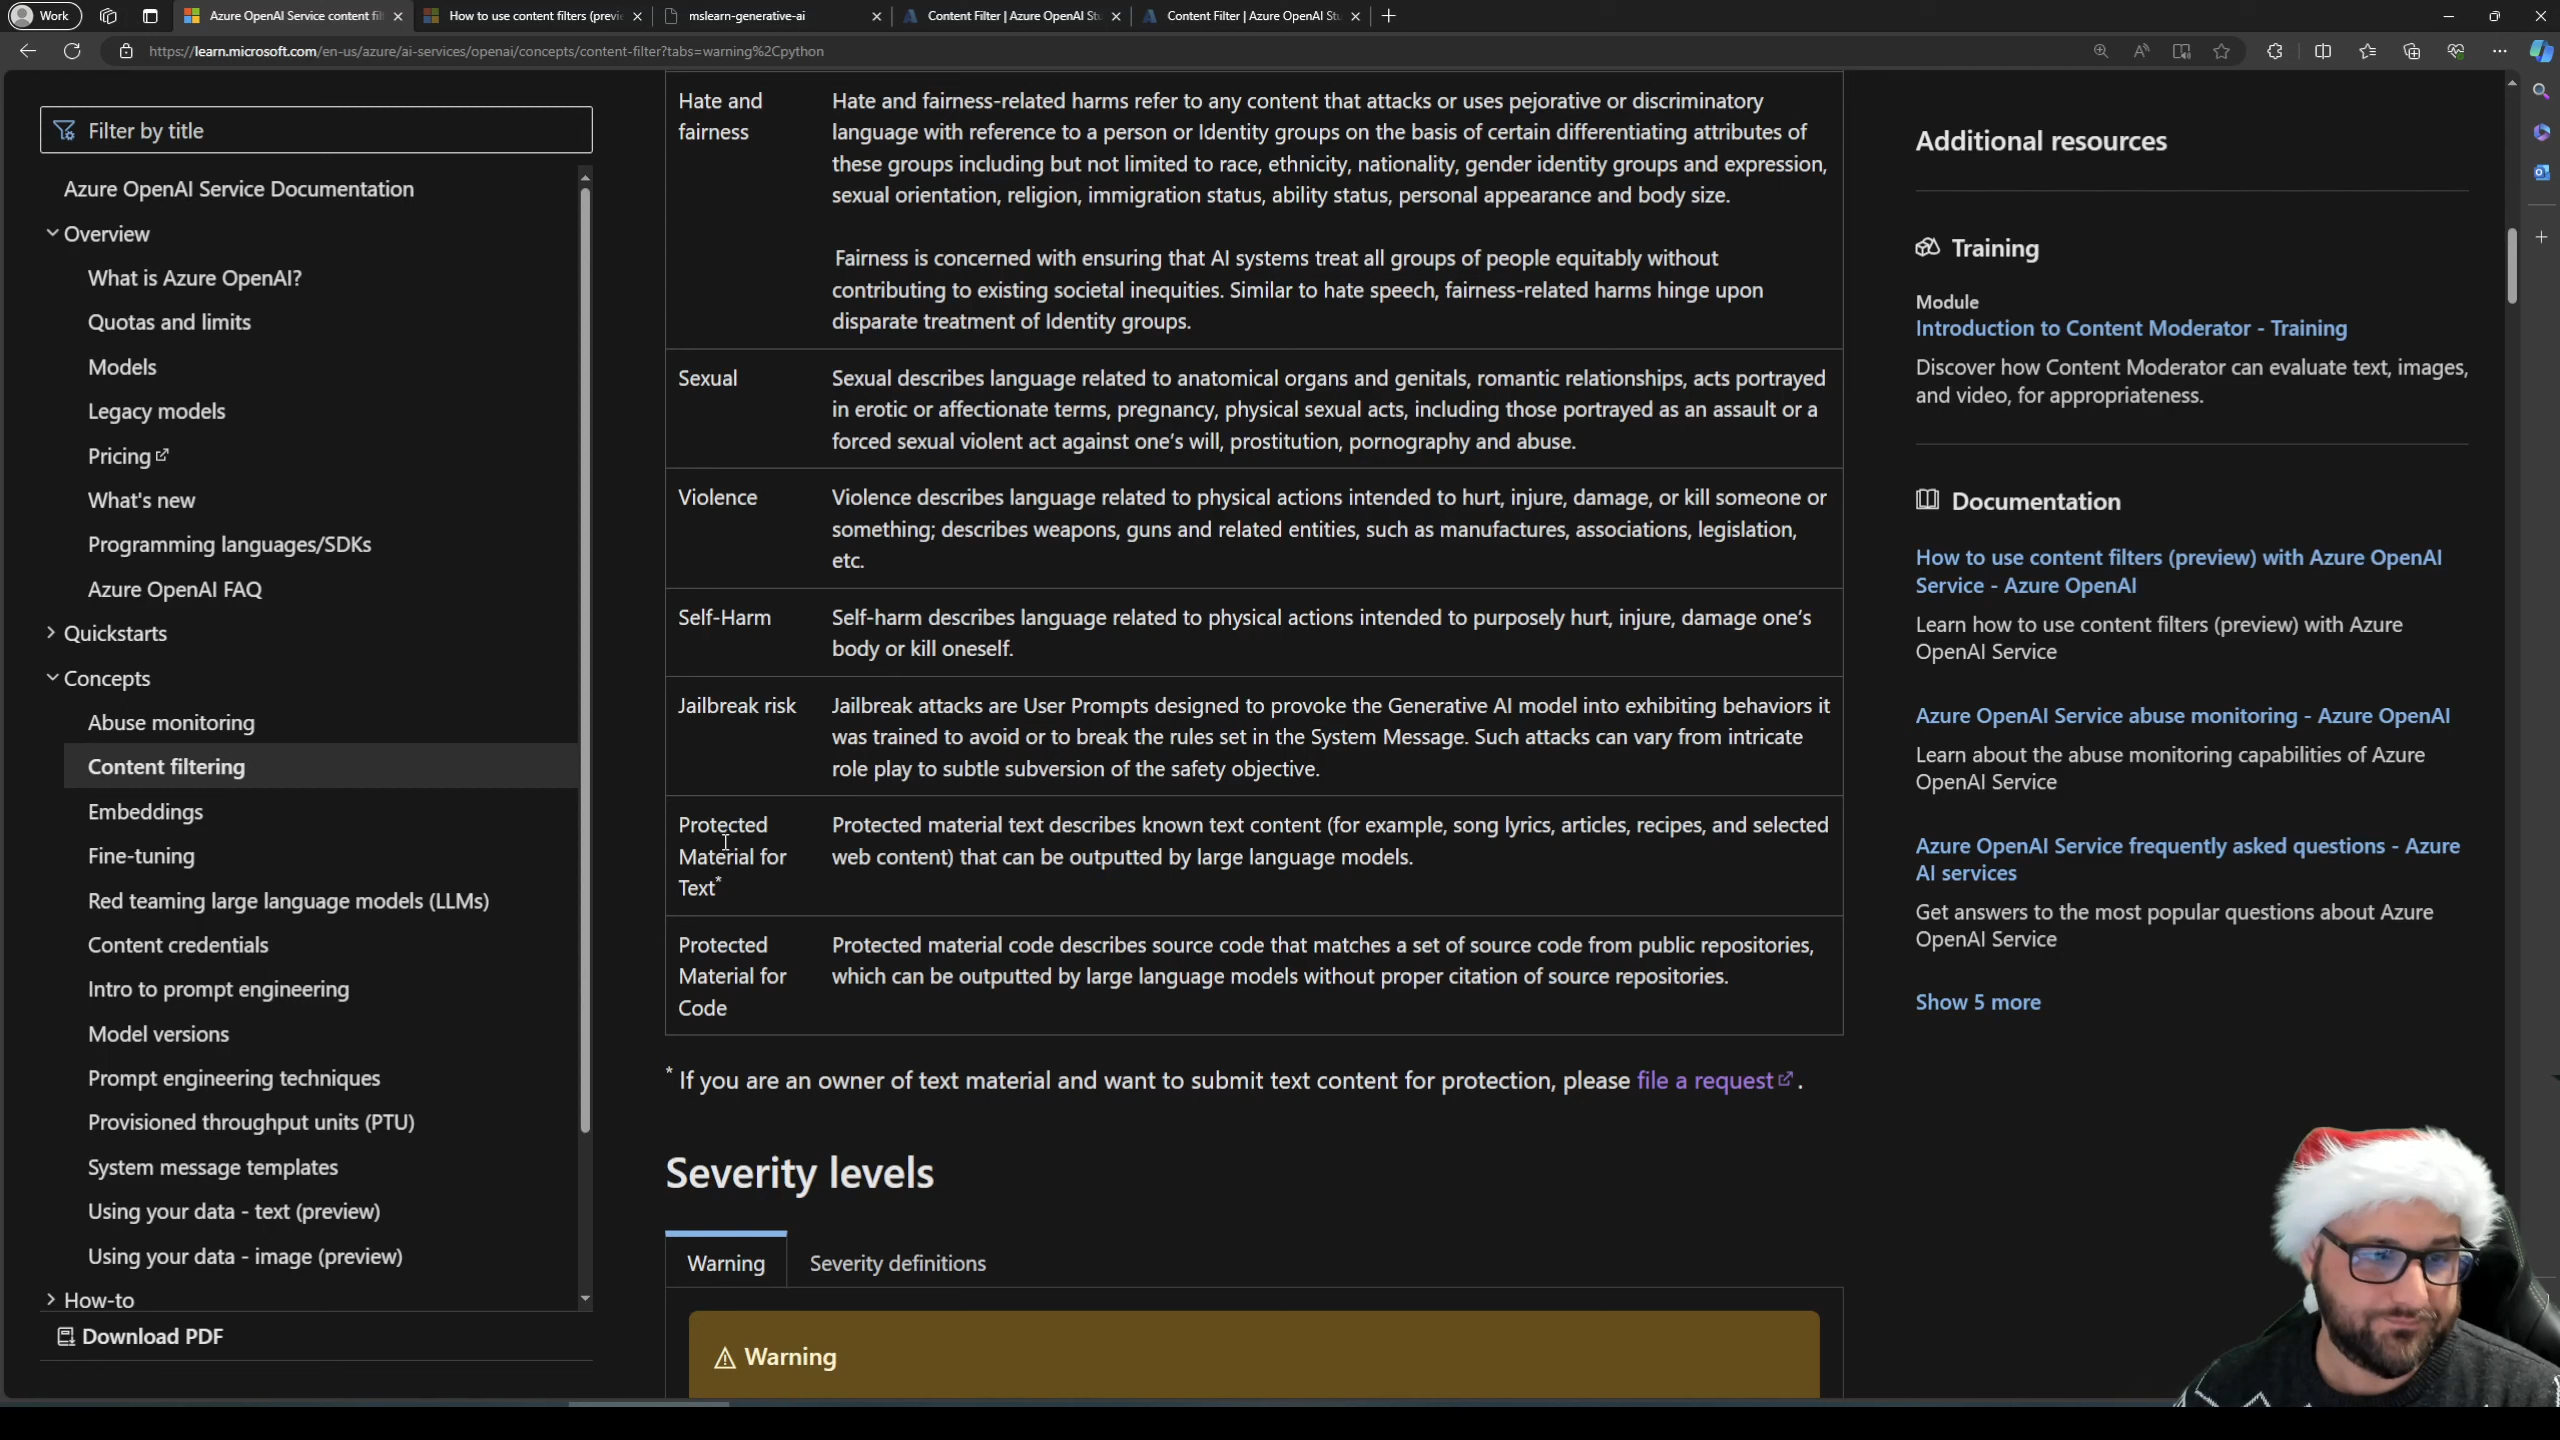 Work
Azure OpenAI Service content fil
How to use content filters (previe
mslearn-generative-ai
Content Filter | Azure OpenAI Stu
Content Filter | Azure OpenAI Stu
https://learn.microsoft.com/en-us/azure/ai-services/openai/concepts/content-filter?tabs=warning%2Cpython
Filter by title
Azure OpenAI Service Documentation
Overview
What is Azure OpenAI?
Quotas and limits
Models
Legacy models
Pricing
What's new
Programming languages/SDKs
Azure OpenAI FAQ
Quickstarts
Concepts
Abuse monitoring
Content filtering
Embeddings
Fine-tuning
Red teaming large language models (LLMs)
Content credentials
Intro to prompt engineering
Model versions
Prompt engineering techniques
Provisioned throughput units (PTU)
System message templates
Using your data - text (preview)
Using your data - image (preview)
How-to
Download PDF
Hate and
fairness
Hate and fairness-related harms refer to any content that attacks or uses pejorative or discriminatory
language with reference to a person or Identity groups on the basis of certain differentiating attributes of
these groups including but not limited to race, ethnicity, nationality, gender identity groups and expression,
sexual orientation, religion, immigration status, ability status, personal appearance and body size.
Fairness is concerned with ensuring that AI systems treat all groups of people equitably without
contributing to existing societal inequities. Similar to hate speech, fairness-related harms hinge upon
disparate treatment of Identity groups.
Sexual
Sexual describes language related to anatomical organs and genitals, romantic relationships, acts portrayed
in erotic or affectionate terms, pregnancy, physical sexual acts, including those portrayed as an assault or a
forced sexual violent act against one's will, prostitution, pornography and abuse.
Violence
Violence describes language related to physical actions intended to hurt, injure, damage, or kill someone or
something; describes weapons, guns and related entities, such as manufactures, associations, legislation,
etc.
Self-Harm
Self-harm describes language related to physical actions intended to purposely hurt, injure, damage one's
body or kill oneself.
Jailbreak risk
Jailbreak attacks are User Prompts designed to provoke the Generative AI model into exhibiting behaviors it
was trained to avoid or to break the rules set in the System Message. Such attacks can vary from intricate
role play to subtle subversion of the safety objective.
Protected
Material for
Text*
Protected material text describes known text content (for example, song lyrics, articles, recipes, and selected
web content) that can be outputted by large language models.
Protected
Material for
Code
Protected material code describes source code that matches a set of source code from public repositories,
which can be outputted by large language models without proper citation of source repositories.
* If you are an owner of text material and want to submit text content for protection, please file a request.
Severity levels
Warning
Severity definitions
Warning
Additional resources
Training
Module
Introduction to Content Moderator - Training
Discover how Content Moderator can evaluate text, images,
and video, for appropriateness.
Documentation
How to use content filters (preview) with Azure OpenAI
Service - Azure OpenAI
Learn how to use content filters (preview) with Azure
OpenAI Service
Azure OpenAI Service abuse monitoring - Azure OpenAI
Learn about the abuse monitoring capabilities of Azure
OpenAI Service
Azure OpenAI Service frequently asked questions - Azure
AI services
Get answers to the most popular questions about Azure
OpenAI Service
Show 5 more